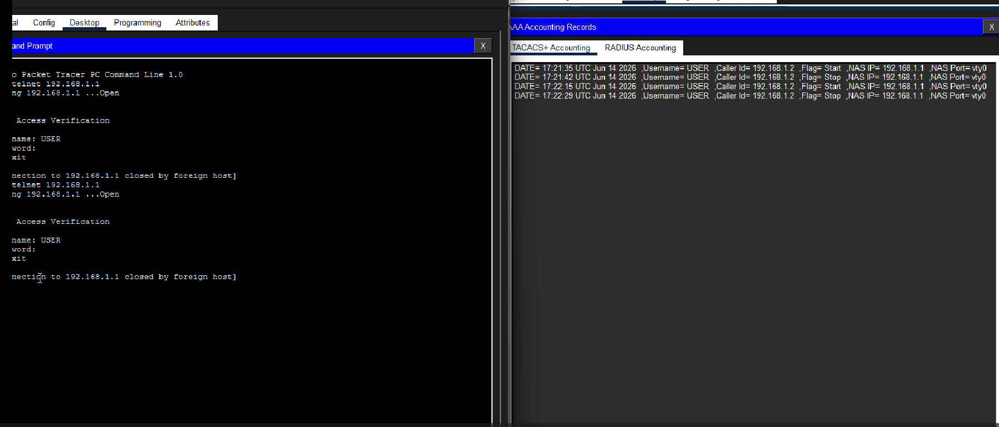 al Config Desktop Programming Attributes
and Prompt X
o Packet Tracer PC Command Line 1.0
telnet 192.168.1.1
ng 192.168.1.1 ...Open
Access Verification
name: USER
word:
xit
nection to 192.168.1.1 closed by foreign host]
telnet 192.168.1.1
ng 192.168.1.1 ...Open
Access Verification
name: USER
word:
xit
nection to 192.168.1.1 closed by foreign host]
AAA Accounting Records X
TACACS+ Accounting RADIUS Accounting
DATE= 17:21:35 UTC Jun 14 2026 ,Username= USER ,Caller Id= 192.168.1.2 ,Flag= Start ,NAS IP= 192.168.1.1 ,NAS Port= vty0
DATE= 17:21:42 UTC Jun 14 2026 ,Username= USER ,Caller Id= 192.168.1.2 ,Flag= Stop ,NAS IP= 192.168.1.1 ,NAS Port= vty0
DATE= 17:22:15 UTC Jun 14 2026 ,Username= USER ,Caller Id= 192.168.1.2 ,Flag= Start ,NAS IP= 192.168.1.1 ,NAS Port= vty0
DATE= 17:22:29 UTC Jun 14 2026 ,Username= USER ,Caller Id= 192.168.1.2 ,Flag= Stop ,NAS IP= 192.168.1.1 ,NAS Port= vty0